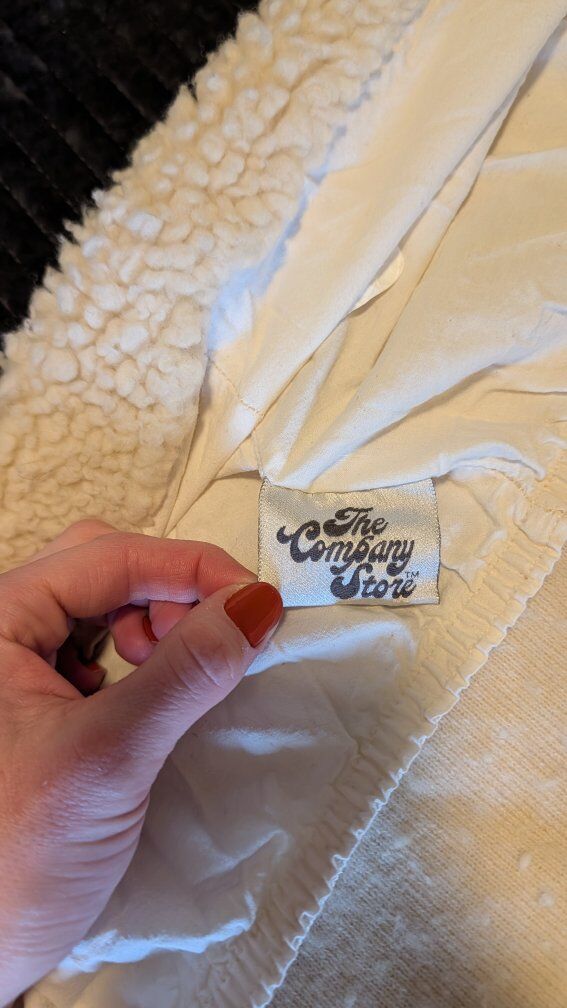 The
Company
Store™